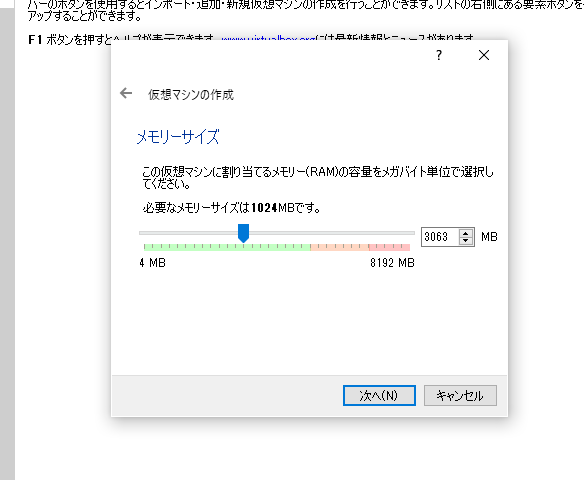 バーのボタンを使用するとインポート・追加・新規仮想マシンの作成を行うことができます。リストの右側にある要素ボタンを
アップすることができます。
F1 ボタンを押すとヘルプが表示できます。 www.virtualbox.orgには最新情報とニュースがあります。
?
仮想マシンの作成
メモリーサイズ
この仮想マシンに割り当てるメモリー(RAM)の容量をメガバイト単位で選択し
てください。
必要なメモリーサイズは1024MBです。
3063 MB
4 MB 8192 MB
次へ(N) キャンセル